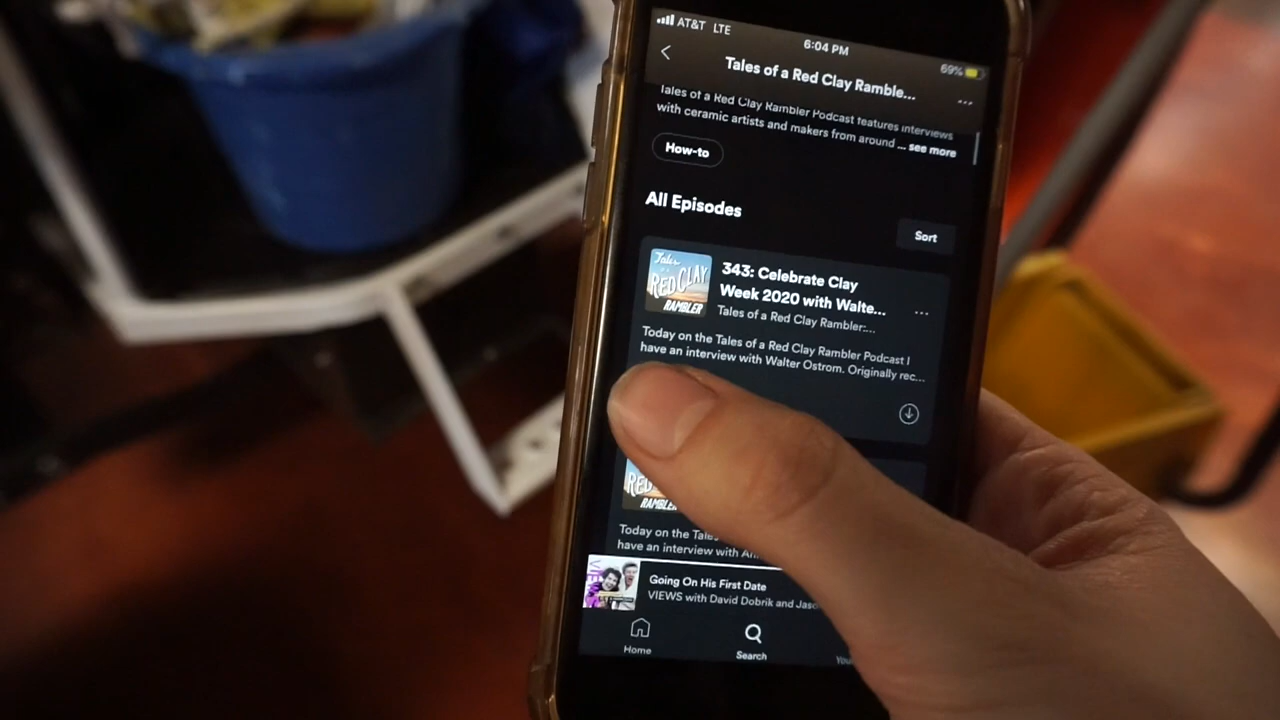 AT&T LTE
6:04 PM
69%
Tales of a Red Clay Ramble...
Tales of a Red Clay Rambler Podcast features interviews
with ceramic artists and makers from around ... see more
How-to
All Episodes
Sort
Tales
RED CLAY
RAMBLER
343: Celebrate Clay
Week 2020 with Walte...
Tales of a Red Clay Rambler:...
Today on the Tales of a Red Clay Rambler Podcast I
have an interview with Walter Ostrom. Originally rec...
RED
RAMBLER
Today on the Tales
have an interview with
Going On His First Date
VIEWS with David Dobrik and Jaso
Home
Search
You